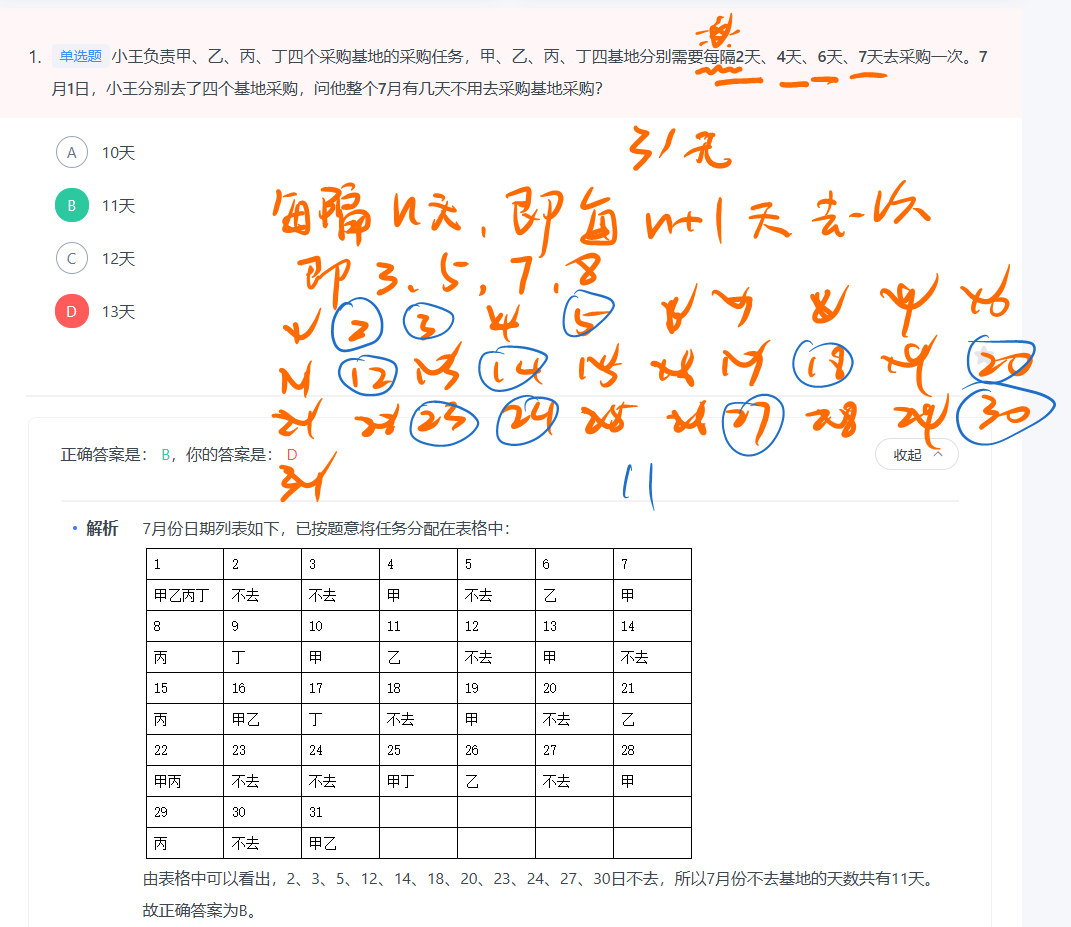 1. 单选题 小王负责甲、乙、丙、丁四个采购基地的采购任务，甲、乙、丙、丁四基地分别需要每隔2天、4天、6天、7天去采购一次。7
月1日，小王分别去了四个基地采购，问他整个7月有几天不用去采购基地采购？
A 10天
31天
B 11天
每隔n天，即每n+1天去一次
C 12天
即3、5，7，8
D 13天
1 2 3 4 5 6 7 8 9 10
11 12 13 14 15 16 17 18 19 20
21 22 23 24 25 26 27 28 29 30
正确答案是： B，你的答案是： D
收起
31
11
• 解析 7月份日期列表如下，已按题意将任务分配在表格中：
1 2 3 4 5 6 7
甲乙丙丁 不去 不去 甲 不去 乙 甲
8 9 10 11 12 13 14
丙 丁 甲 乙 不去 甲 不去
15 16 17 18 19 20 21
丙 甲乙 丁 不去 甲 不去 乙
22 23 24 25 26 27 28
甲丙 不去 不去 甲丁 乙 不去 甲
29 30 31
丙 不去 甲乙
由表格中可以看出，2、3、5、12、14、18、20、23、24、27、30日不去，所以7月份不去基地的天数共有11天。
故正确答案为B。